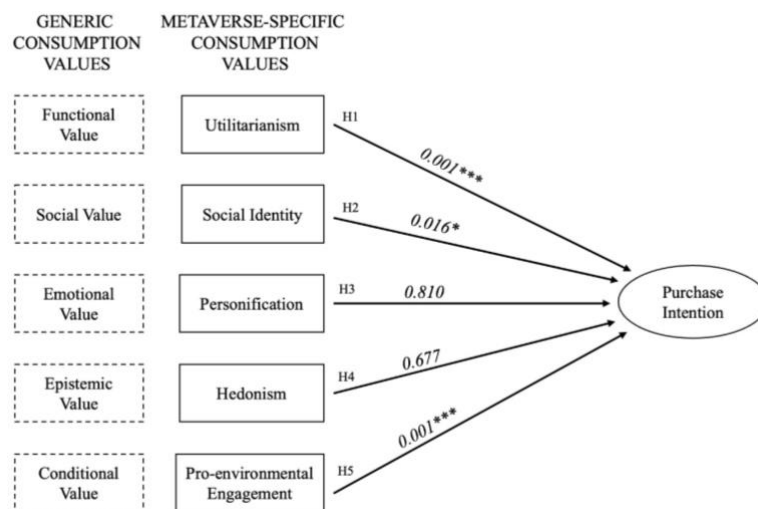 GENERIC
CONSUMPTION
VALUES
METAVERSE-SPECIFIC
CONSUMPTION
VALUES
Functional
Value
Utilitarianism
H1
0.001***
Social Value
Social Identity
H2
0.016*
Emotional
Value
Personification
H3
0.810
Purchase
Intention
Epistemic
Value
Hedonism
H4
0.677
Conditional
Value
Pro-environmental
Engagement
H5
0.001***